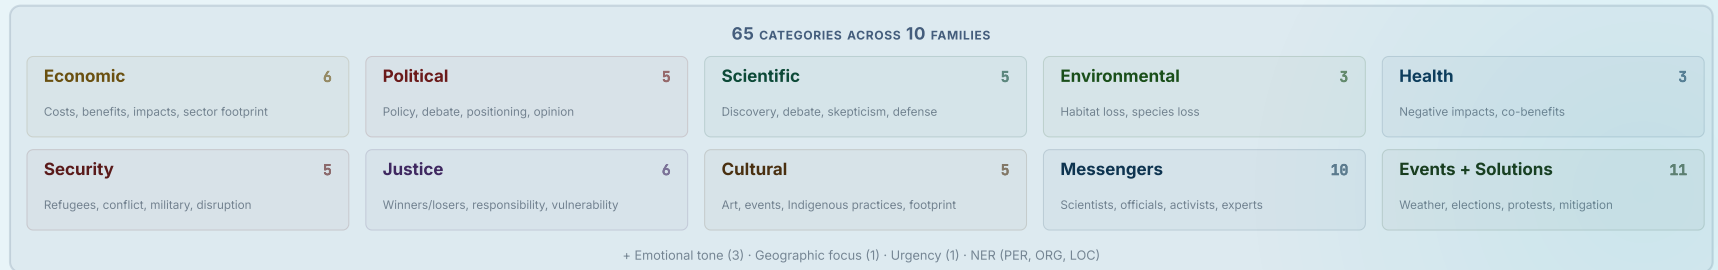 65 CATEGORIES ACROSS 10 FAMILIES
Economic 6
Costs, benefits, impacts, sector footprint
Political 5
Policy, debate, positioning, opinion
Scientific 5
Discovery, debate, skepticism, defense
Environmental 3
Habitat loss, species loss
Health 3
Negative impacts, co-benefits
Security 5
Refugees, conflict, military, disruption
Justice 6
Winners/losers, responsibility, vulnerability
Cultural 5
Art, events, Indigenous practices, footprint
Messengers 10
Scientists, officials, activists, experts
Events + Solutions 11
Weather, elections, protests, mitigation
+ Emotional tone (3) · Geographic focus (1) · Urgency (1) · NER (PER, ORG, LOC)